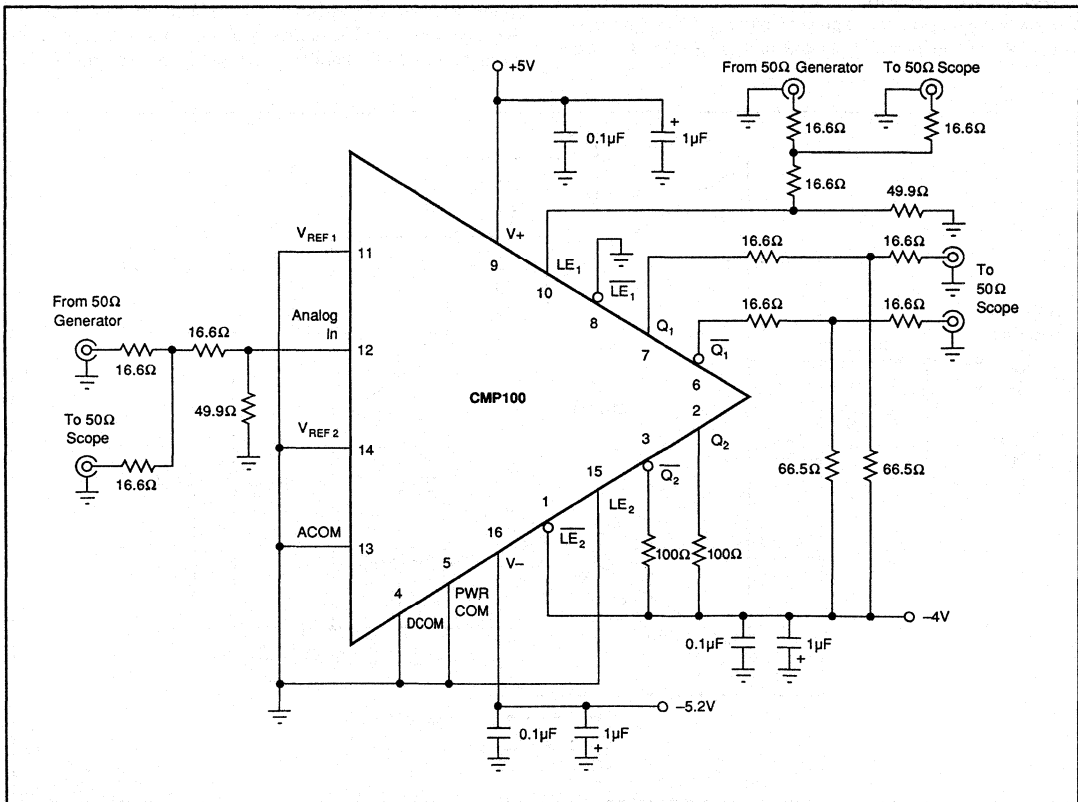 +5V
From 50Ω Generator
To 50Ω Scope
0.1µF
+
1µF
16.6Ω
16.6Ω
16.6Ω
49.9Ω
V REF 1
11
V+
9
LE1
10
LE1
8
Q1
7
16.6Ω
16.6Ω
To
50Ω
Scope
16.6Ω
16.6Ω
Q1
6
From 50Ω
Generator
16.6Ω
16.6Ω
Analog
In
12
49.9Ω
To 50Ω
Scope
16.6Ω
V REF 2
14
CMP100
2
Q2
3
Q2
15
LE2
1
LE2
16
V–
66.5Ω
66.5Ω
100Ω
100Ω
ACOM
13
5
PWR
COM
4
DCOM
–4V
0.1µF
1µF
+
–5.2V
0.1µF
1µF
+